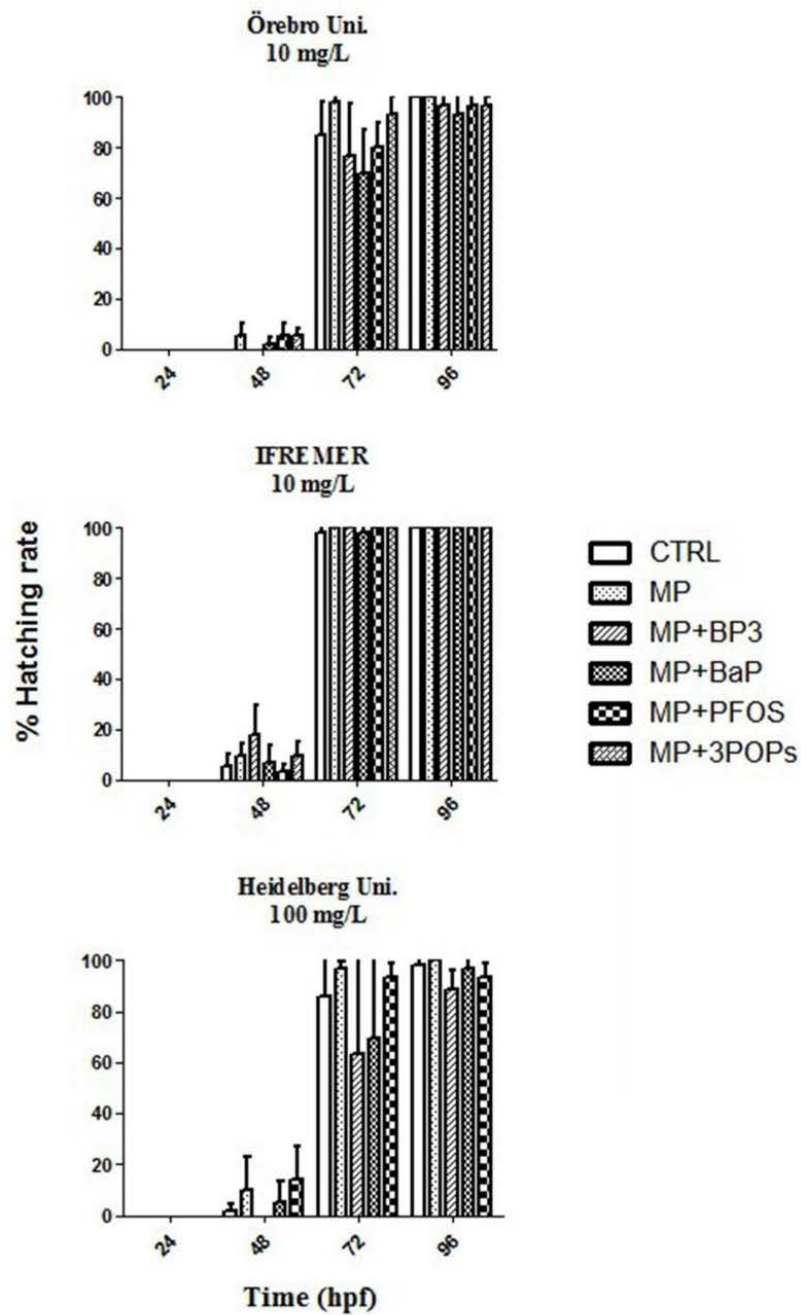 Örebro Uni.
10 mg/L
100
80
60
40
20
0
24
48
72
96
IFREMER
10 mg/L
100
80
60
40
20
0
24
48
72
96
% Hatching rate
CTRL
MP
MP+BP3
MP+BaP
MP+PFOS
MP+3POPs
Heidelberg Uni.
100 mg/L
100
80
60
40
20
0
24
48
72
96
Time (hpf)